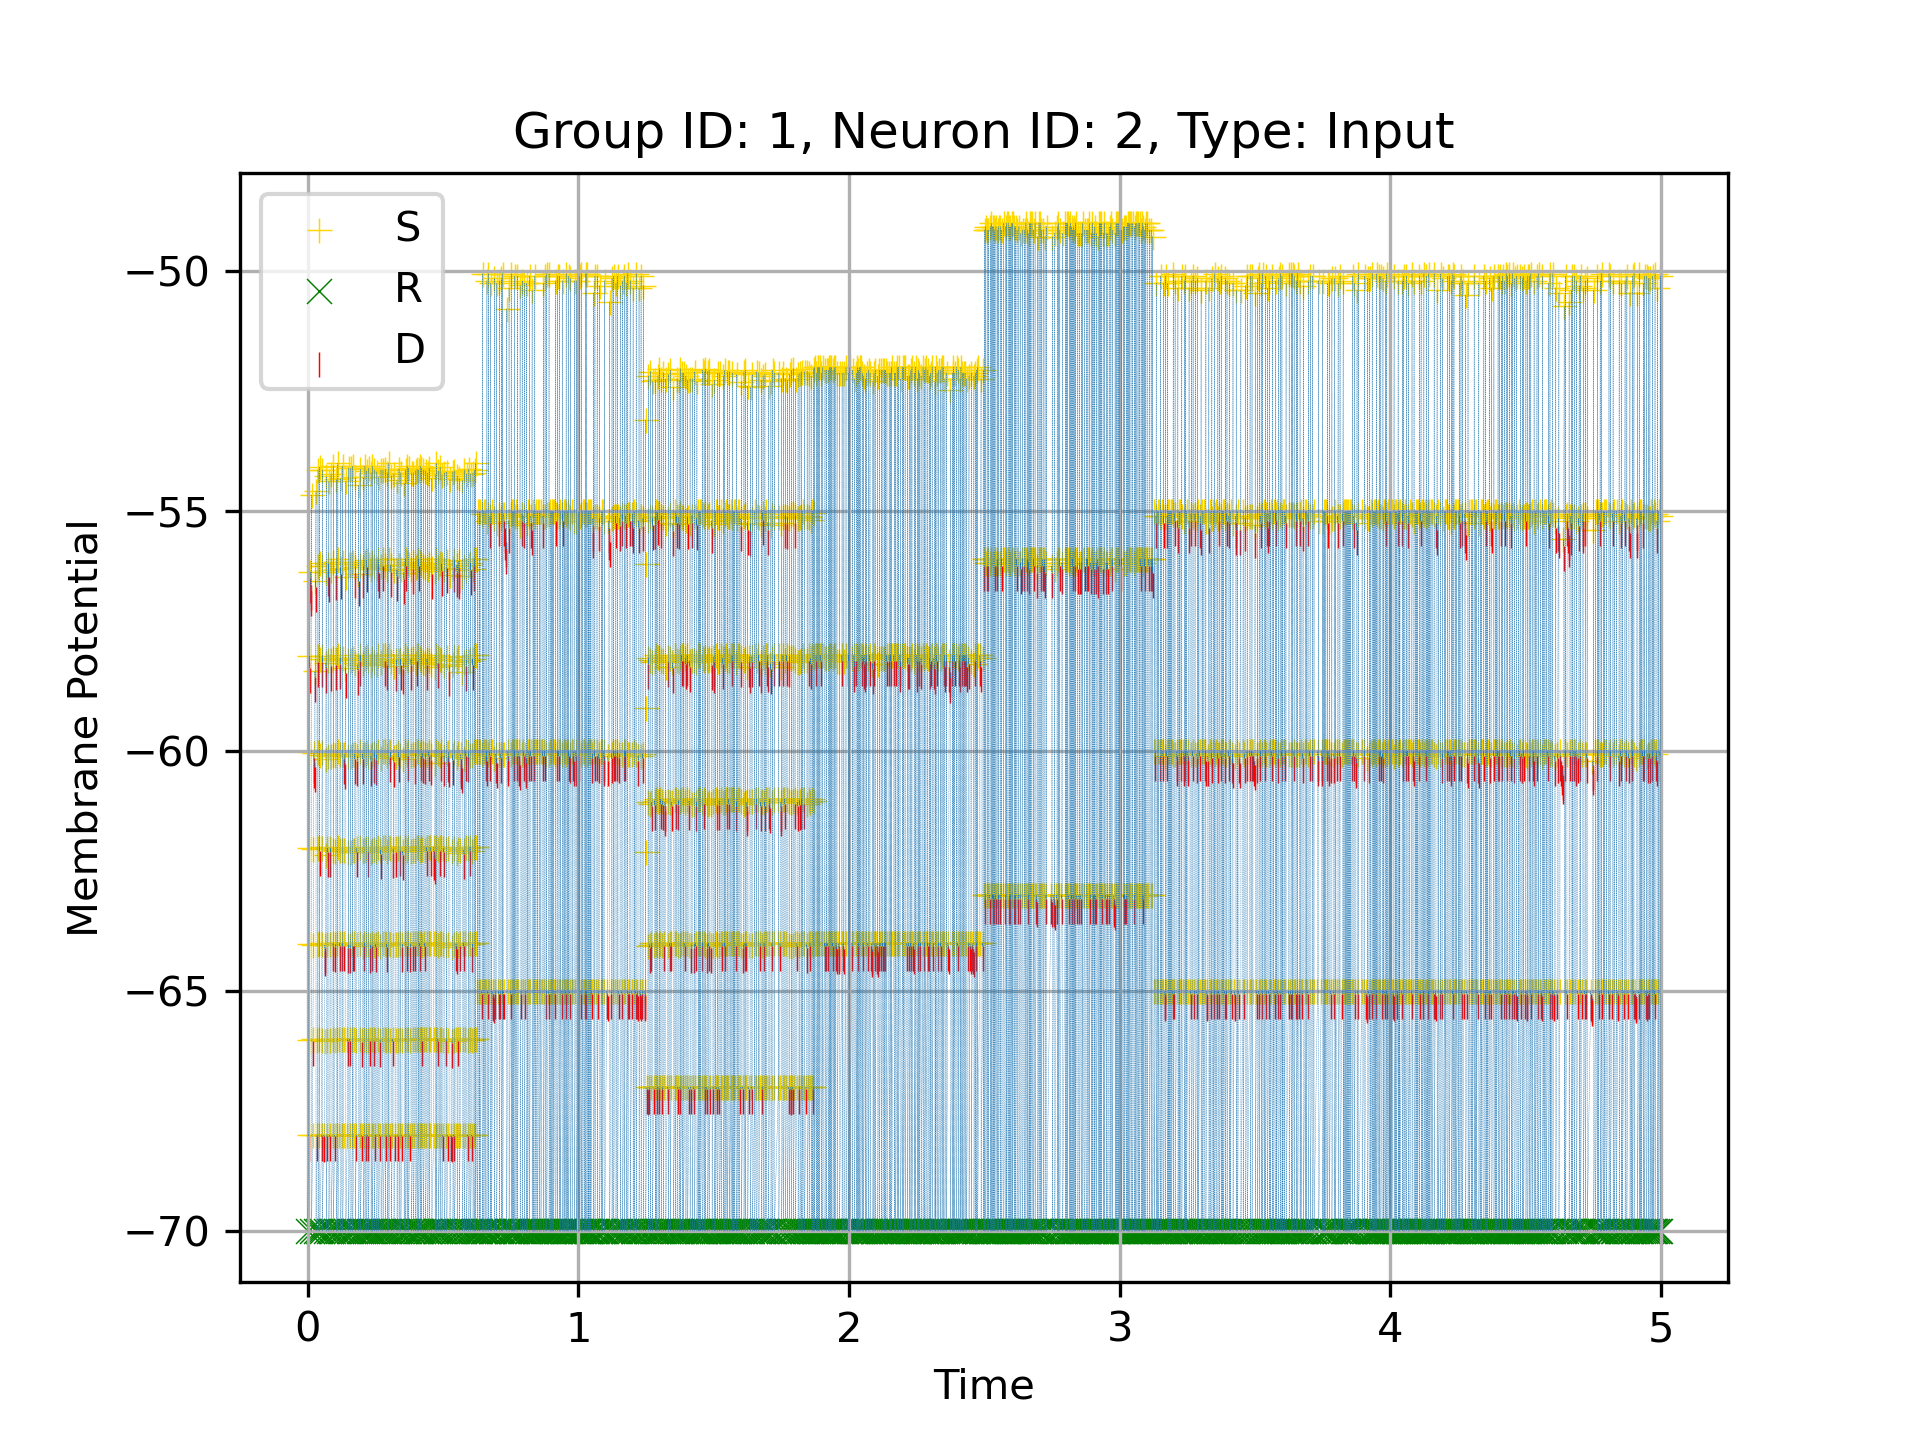 Group ID: 1, Neuron ID: 2, Type: Input
S
R
D
−50
−55
−60
−65
−70
Membrane Potential
0 1 2 3 4 5
Time